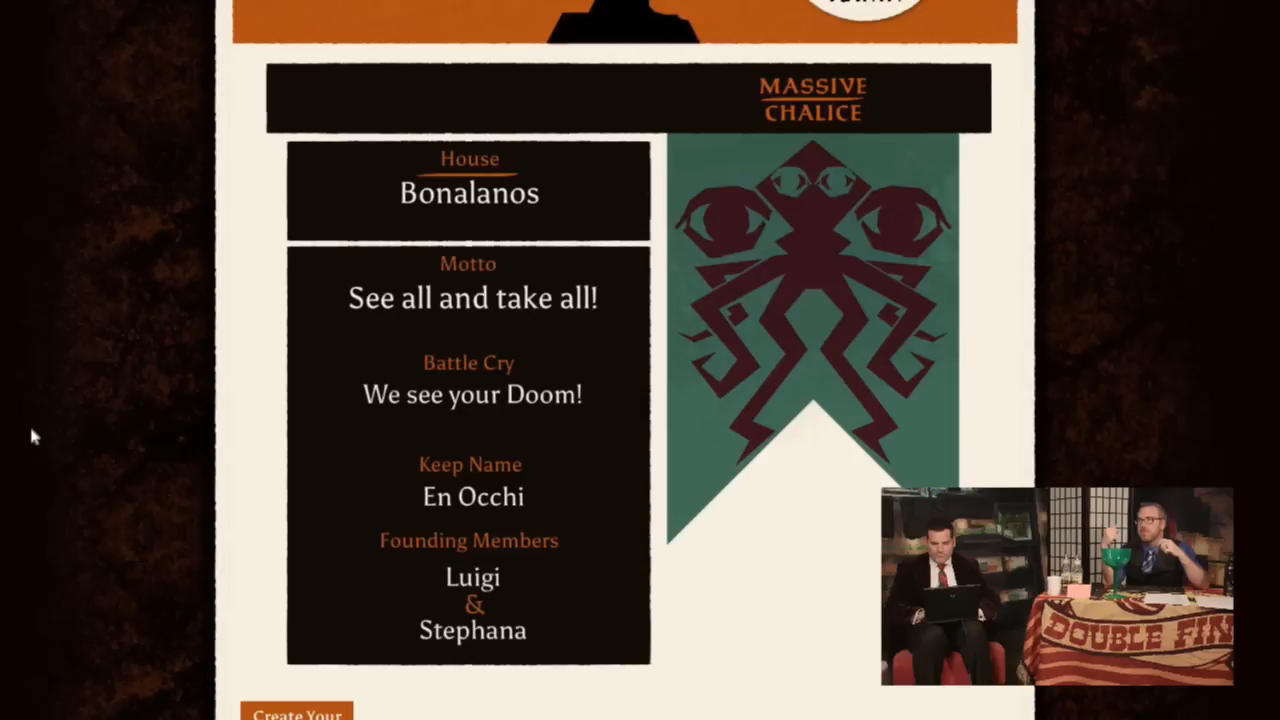 MASSIVE
CHALICE
House
Bonalanos
Motto
See all and take all!
Battle Cry
We see your Doom!
Keep Name
En Occhi
Founding Members
Luigi
&
Stephana
DOUBLE FIN
Create Your